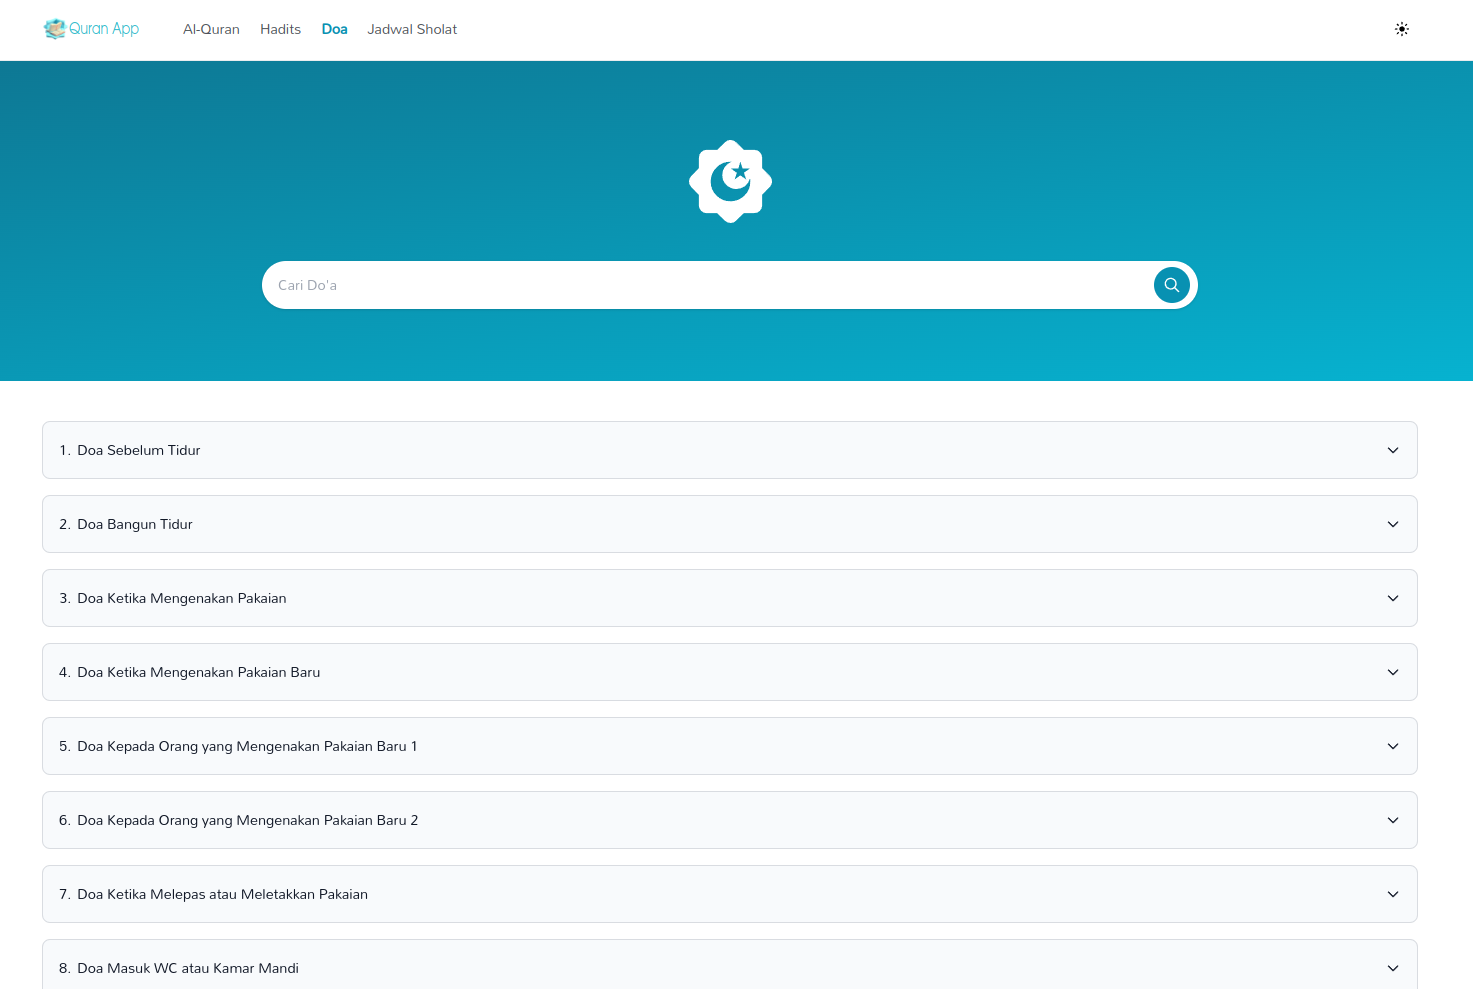 Quran App
Al-Quran Hadits Doa Jadwal Sholat
Cari Do'a
1. Doa Sebelum Tidur
2. Doa Bangun Tidur
3. Doa Ketika Mengenakan Pakaian
4. Doa Ketika Mengenakan Pakaian Baru
5. Doa Kepada Orang yang Mengenakan Pakaian Baru 1
6. Doa Kepada Orang yang Mengenakan Pakaian Baru 2
7. Doa Ketika Melepas atau Meletakkan Pakaian
8. Doa Masuk WC atau Kamar Mandi